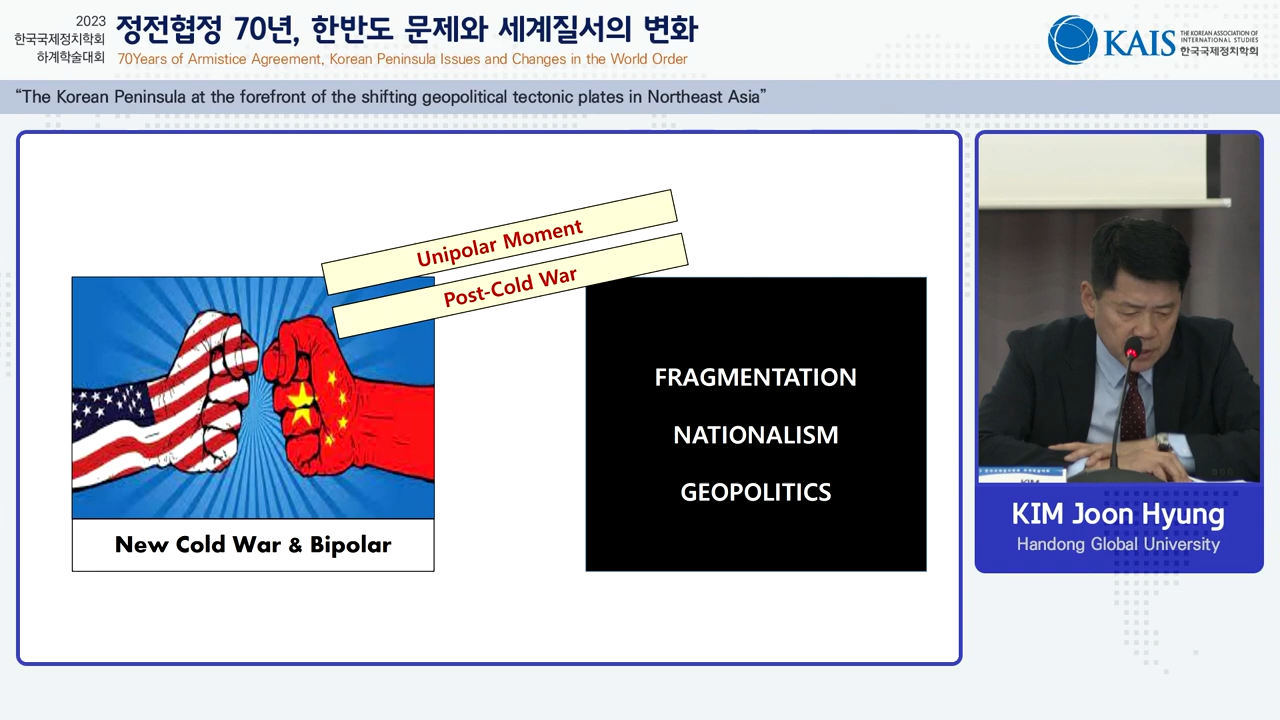 2023
한국국제정치학회
하계학술대회
정전협정 70년, 한반도 문제와 세계질서의 변화
70Years of Armistice Agreement, Korean Peninsula Issues and Changes in the World Order
KAIS
THE KOREAN ASSOCIATION OF
INTERNATIONAL STUDIES
한국국제정치학회
“The Korean Peninsula at the forefront of the shifting geopolitical tectonic plates in Northeast Asia”
Unipolar Moment
Post-Cold War
FRAGMENTATION
NATIONALISM
GEOPOLITICS
New Cold War & Bipolar
KIM Joon Hyung
Handong Global University